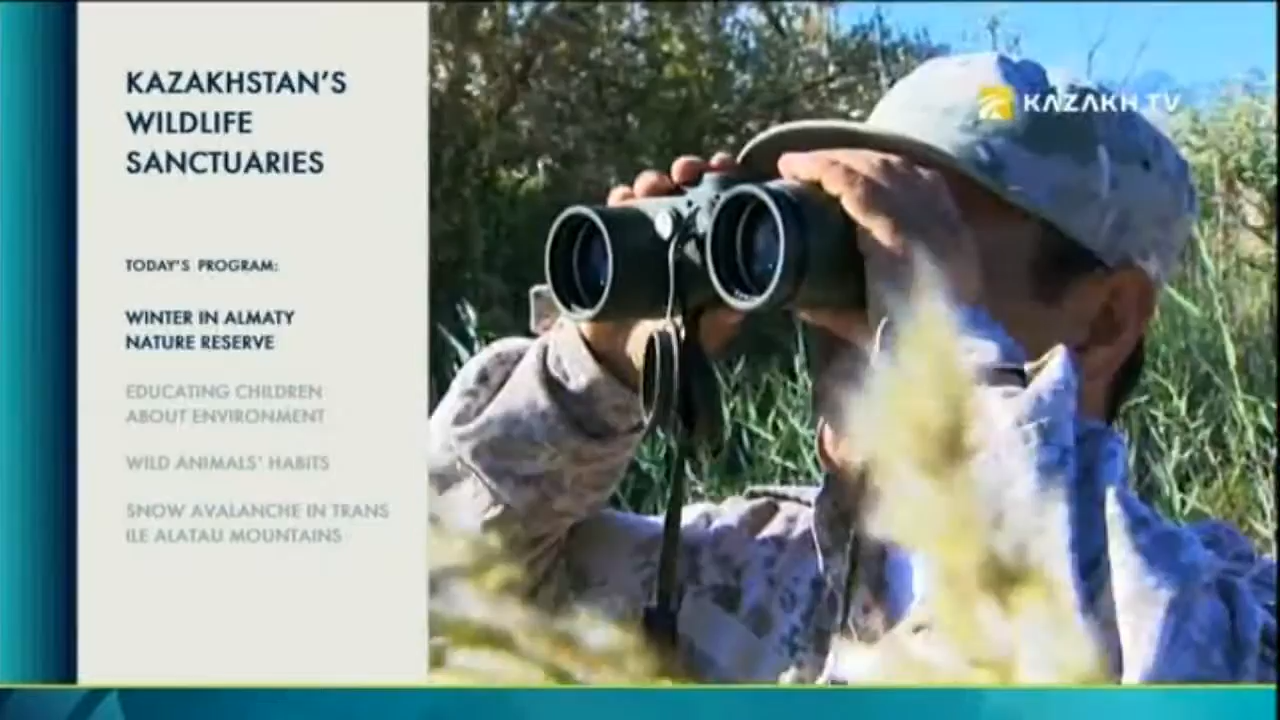 KAZAKHSTAN'S
WILDLIFE
SANCTUARIES
KAZAKH.TV
TODAY'S PROGRAM:
WINTER IN ALMATY
NATURE RESERVE
EDUCATING CHILDREN
ABOUT ENVIRONMENT
WILD ANIMALS' HABITS
SNOW AVALANCHE IN TRANS
ILE ALATAU MOUNTAINS